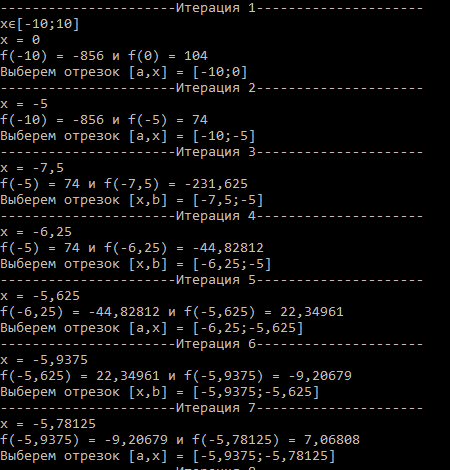 ----------------------Итерация 1---------------------
xϵ[-10;10]
x = 0
f(-10) = -856 и f(0) = 104
Выберем отрезок [a,x] = [-10;0]
----------------------Итерация 2---------------------
x = -5
f(-10) = -856 и f(-5) = 74
Выберем отрезок [a,x] = [-10;-5]
----------------------Итерация 3---------------------
x = -7,5
f(-5) = 74 и f(-7,5) = -231,625
Выберем отрезок [x,b] = [-7,5;-5]
----------------------Итерация 4---------------------
x = -6,25
f(-5) = 74 и f(-6,25) = -44,82812
Выберем отрезок [x,b] = [-6,25;-5]
----------------------Итерация 5---------------------
x = -5,625
f(-6,25) = -44,82812 и f(-5,625) = 22,34961
Выберем отрезок [a,x] = [-6,25;-5,625]
----------------------Итерация 6---------------------
x = -5,9375
f(-5,625) = 22,34961 и f(-5,9375) = -9,20679
Выберем отрезок [x,b] = [-5,9375;-5,625]
----------------------Итерация 7---------------------
x = -5,78125
f(-5,9375) = -9,20679 и f(-5,78125) = 7,06808
Выберем отрезок [a,x] = [-5,9375;-5,78125]